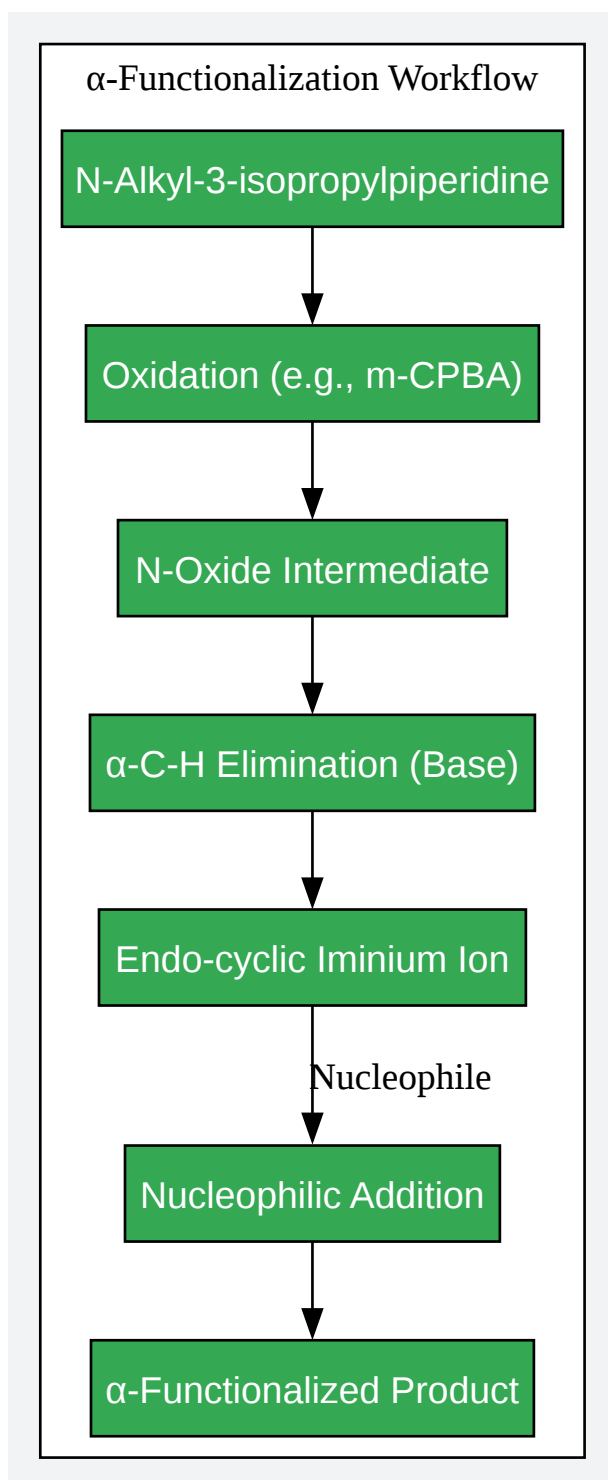 α-Functionalization Workflow
N-Alkyl-3-isopropylpiperidine
Oxidation (e.g., m-CPBA)
N-Oxide Intermediate
α-C-H Elimination (Base)
Endo-cyclic Iminium Ion
Nucleophile
Nucleophilic Addition
α-Functionalized Product